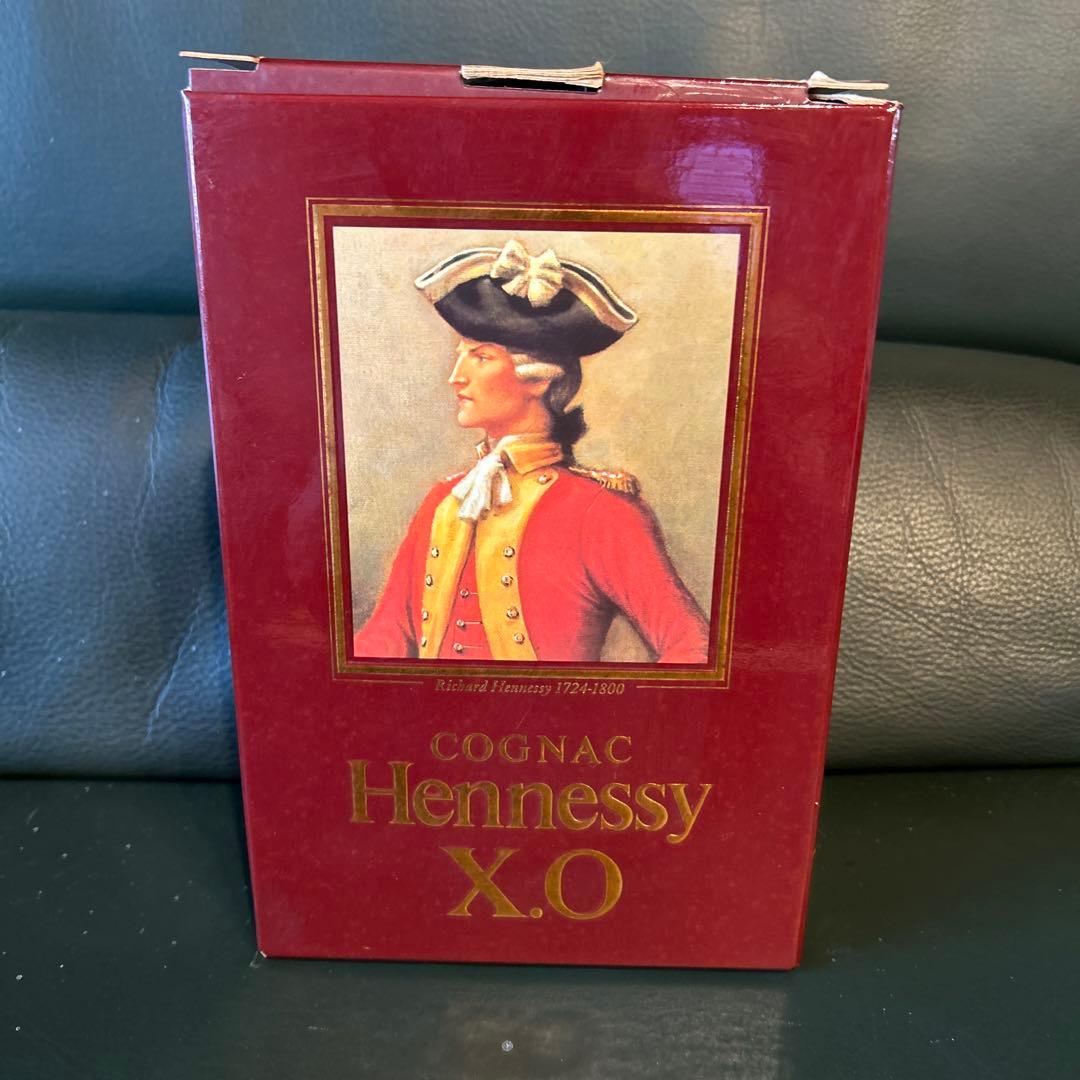 Richard Hennessy 1724-1800
COGNAC
Hennessy
X.O